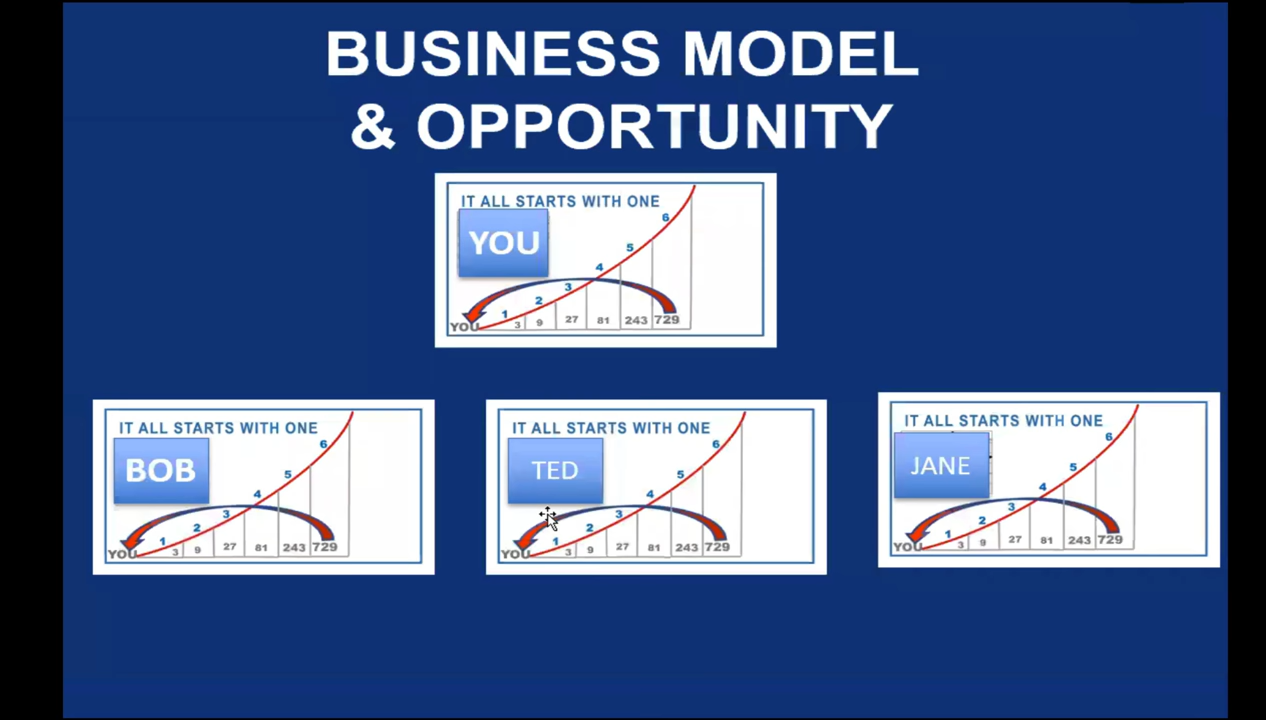 BUSINESS MODEL
& OPPORTUNITY
IT ALL STARTS WITH ONE
YOU
1 2 3 4 5 6
YOU 3 9 27 81 243 729
IT ALL STARTS WITH ONE
BOB
1 2 3 4 5 6
YOU 3 9 27 81 243 729
IT ALL STARTS WITH ONE
TED
1 2 3 4 5 6
YOU 3 9 27 81 243 729
IT ALL STARTS WITH ONE
JANE
1 2 3 4 5 6
YOU 3 9 27 81 243 729